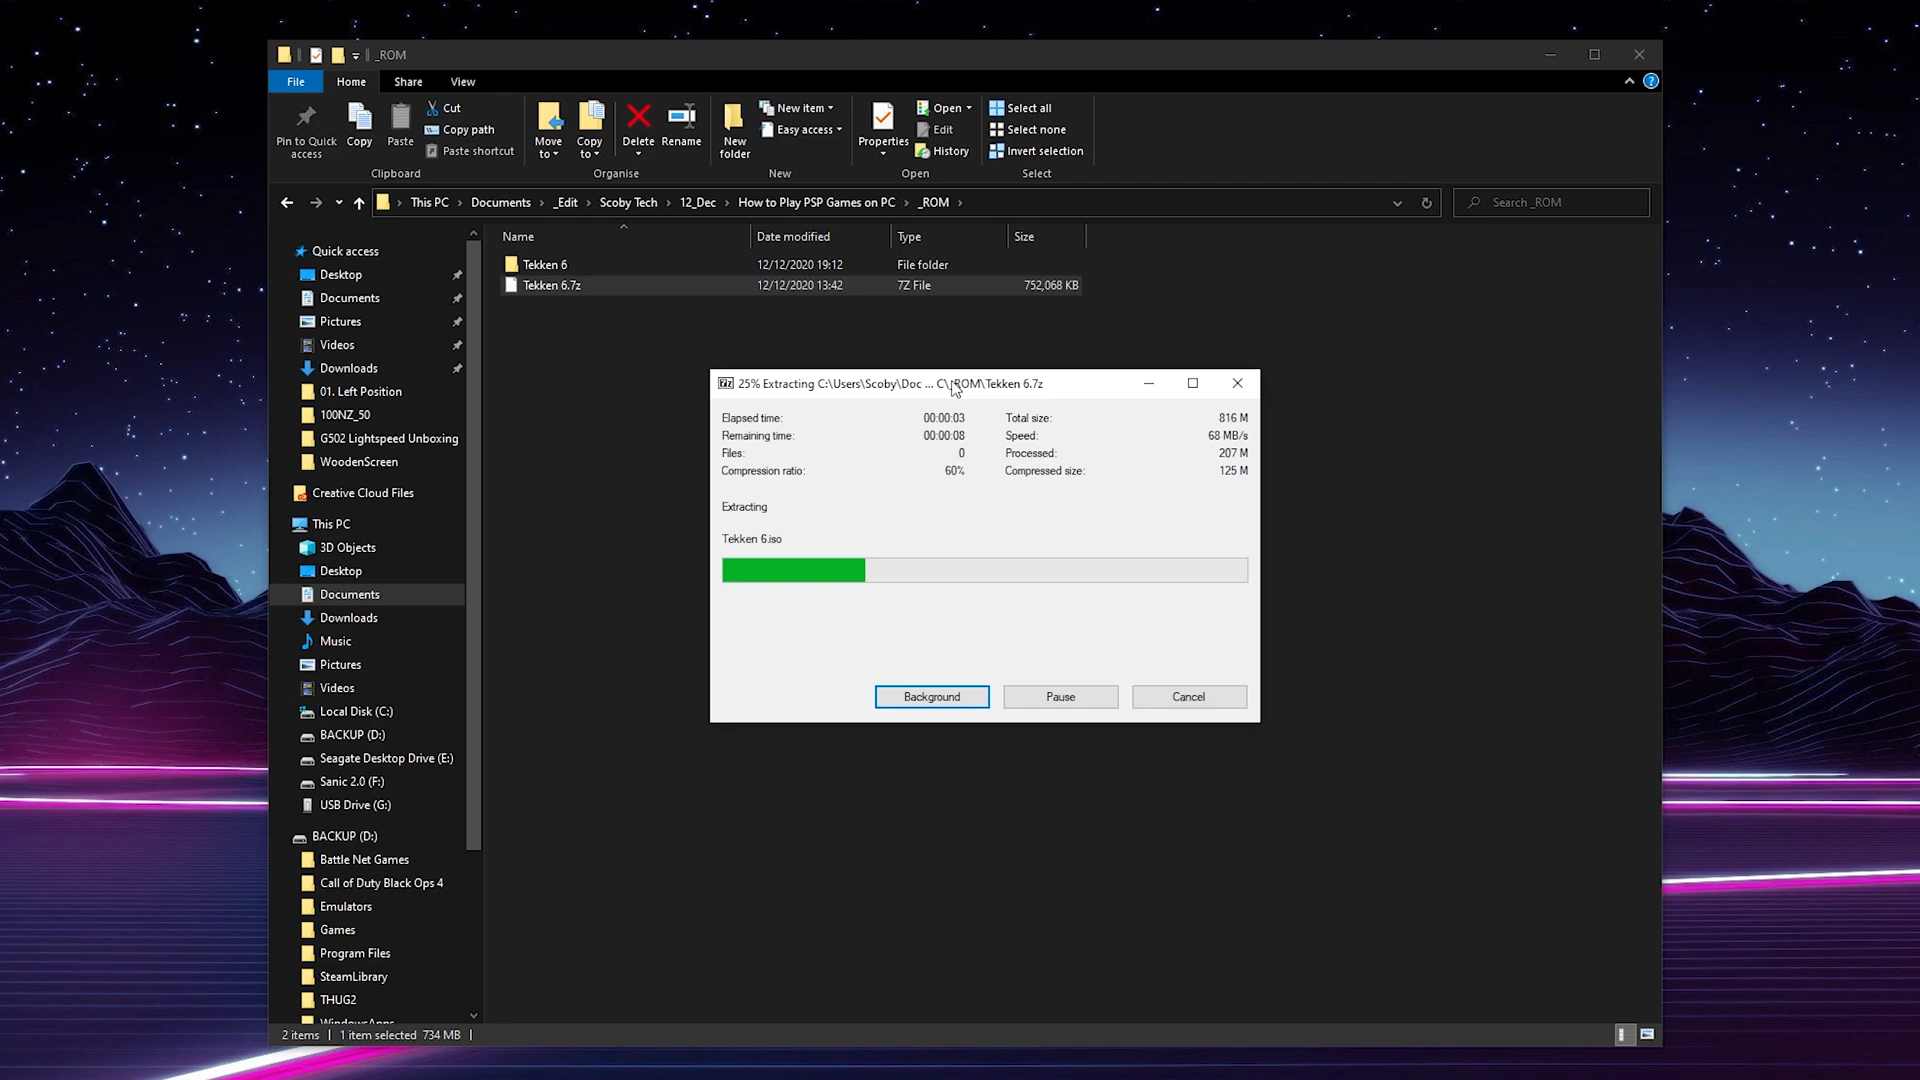 _ROM
File Home Share View
Pin to Quick access
Copy
Paste
Cut
Copy path
Paste shortcut
Clipboard
Move to
Copy to
Delete
Rename
Organise
New folder
New item
Easy access
New
Properties
Open
Edit
History
Open
Select all
Select none
Invert selection
Select
This PC > Documents > _Edit > Scoby Tech > 12_Dec > How to Play PSP Games on PC > _ROM >
Search _ROM
Quick access
Desktop
Documents
Pictures
Videos
Downloads
01. Left Position
100NZ_50
G502 Lightspeed Unboxing
WoodenScreen
Creative Cloud Files
This PC
3D Objects
Desktop
Documents
Downloads
Music
Pictures
Videos
Local Disk (C:)
BACKUP (D:)
Seagate Desktop Drive (E:)
Sanic 2.0 (F:)
USB Drive (G:)
BACKUP (D:)
Battle Net Games
Call of Duty Black Ops 4
Emulators
Games
Program Files
SteamLibrary
THUG2
WindowsApps
Name Date modified Type Size
Tekken 6 12/12/2020 19:12 File folder
Tekken 6.7z 12/12/2020 13:42 7Z File 752,068 KB
25% Extracting C:\Users\Scoby\Doc ... C\_ROM\Tekken 6.7z
Elapsed time: 00:00:03 Total size: 816 M
Remaining time: 00:00:08 Speed: 68 MB/s
Files: 0 Processed: 207 M
Compression ratio: 60% Compressed size: 125 M
Extracting
Tekken 6.iso
Background Pause Cancel
2 items 1 item selected 734 MB